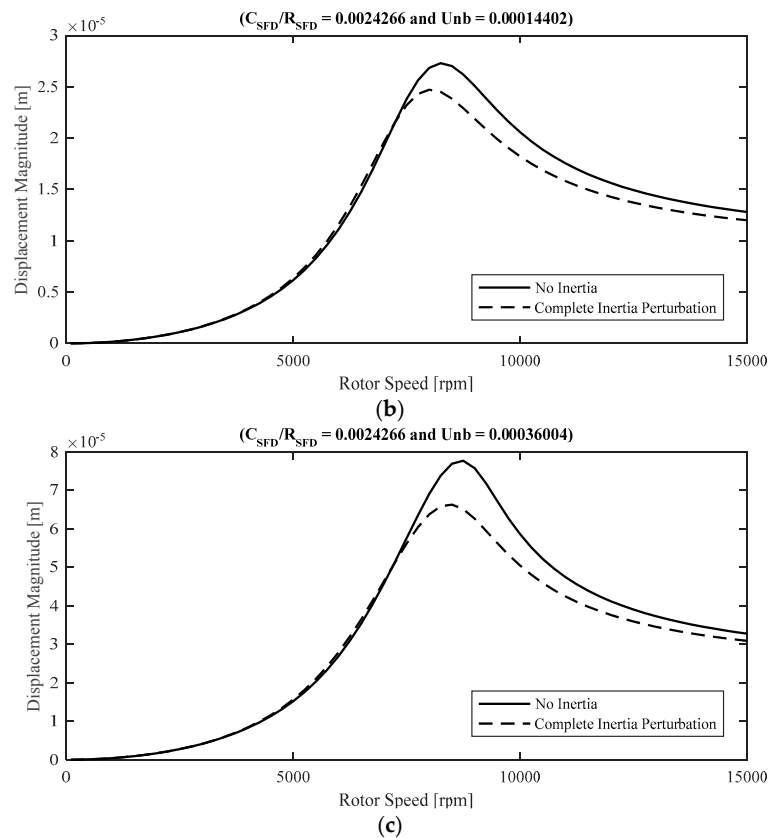 (C_SFD/R_SFD = 0.0024266 and Unb = 0.00014402)
×10^-5
3
2.5
2
1.5
1
0.5
0
Displacement Magnitude [m]
No Inertia
Complete Inertia Perturbation
0 5000 10000 15000
Rotor Speed [rpm]
(b)
(C_SFD/R_SFD = 0.0024266 and Unb = 0.00036004)
×10^-5
8
7
6
5
4
3
2
1
0
Displacement Magnitude [m]
No Inertia
Complete Inertia Perturbation
0 5000 10000 15000
Rotor Speed [rpm]
(c)